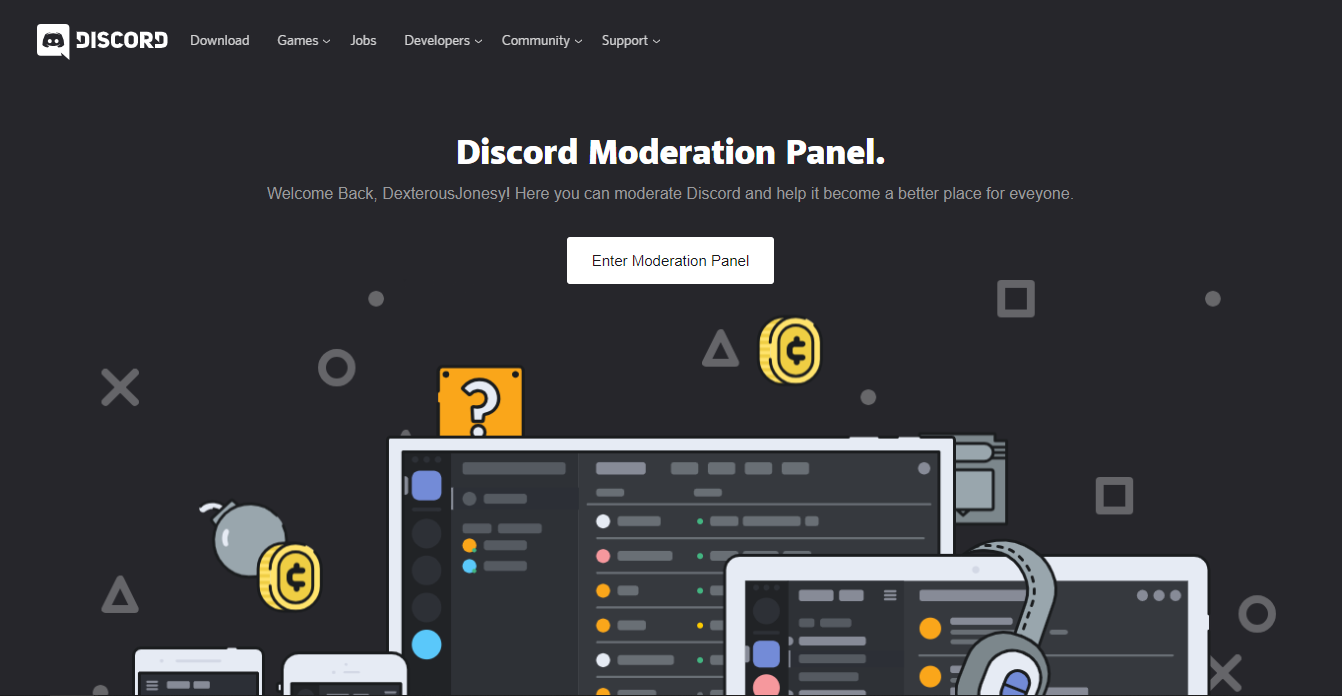 DISCORD Download Games Jobs Developers Community Support
Discord Moderation Panel.
Welcome Back, DexterousJonesy! Here you can moderate Discord and help it become a better place for eveyone.
Enter Moderation Panel
?
¢
¢